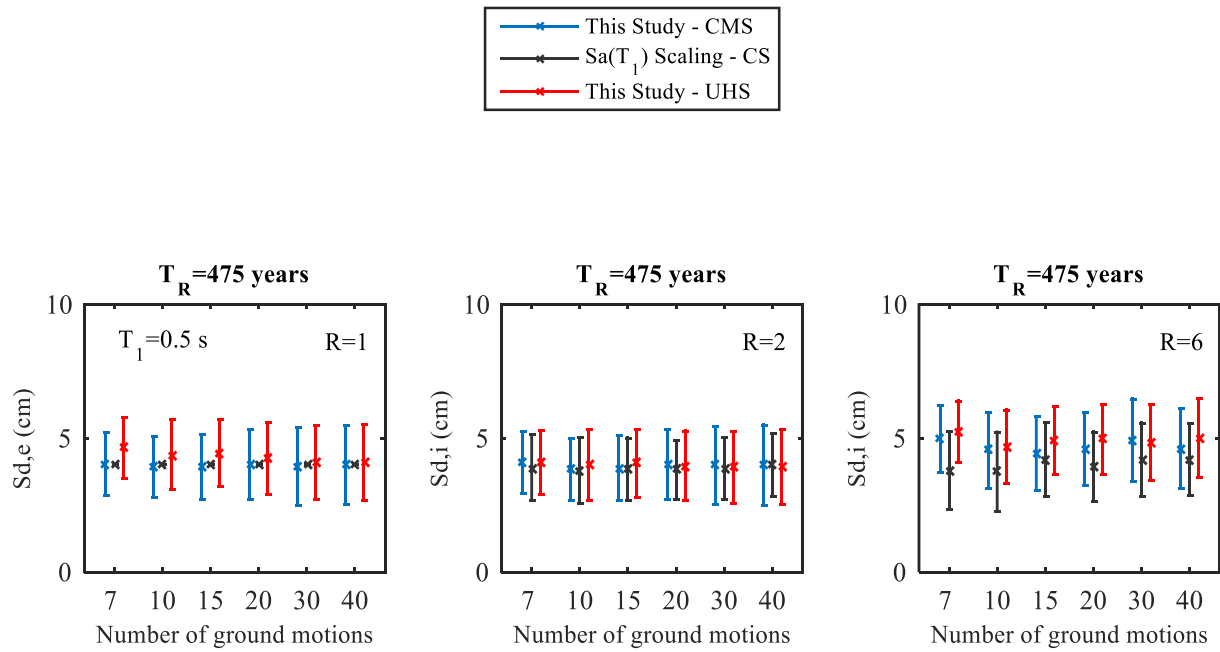 This Study - CMS
Sa(T1) Scaling - CS
This Study - UHS
TR=475 years
T1=0.5 s
R=1
Sd,e (cm)
10
5
0
7 10 15 20 30 40
Number of ground motions
TR=475 years
R=2
Sd,i (cm)
10
5
0
7 10 15 20 30 40
Number of ground motions
TR=475 years
R=6
Sd,i (cm)
10
5
0
7 10 15 20 30 40
Number of ground motions